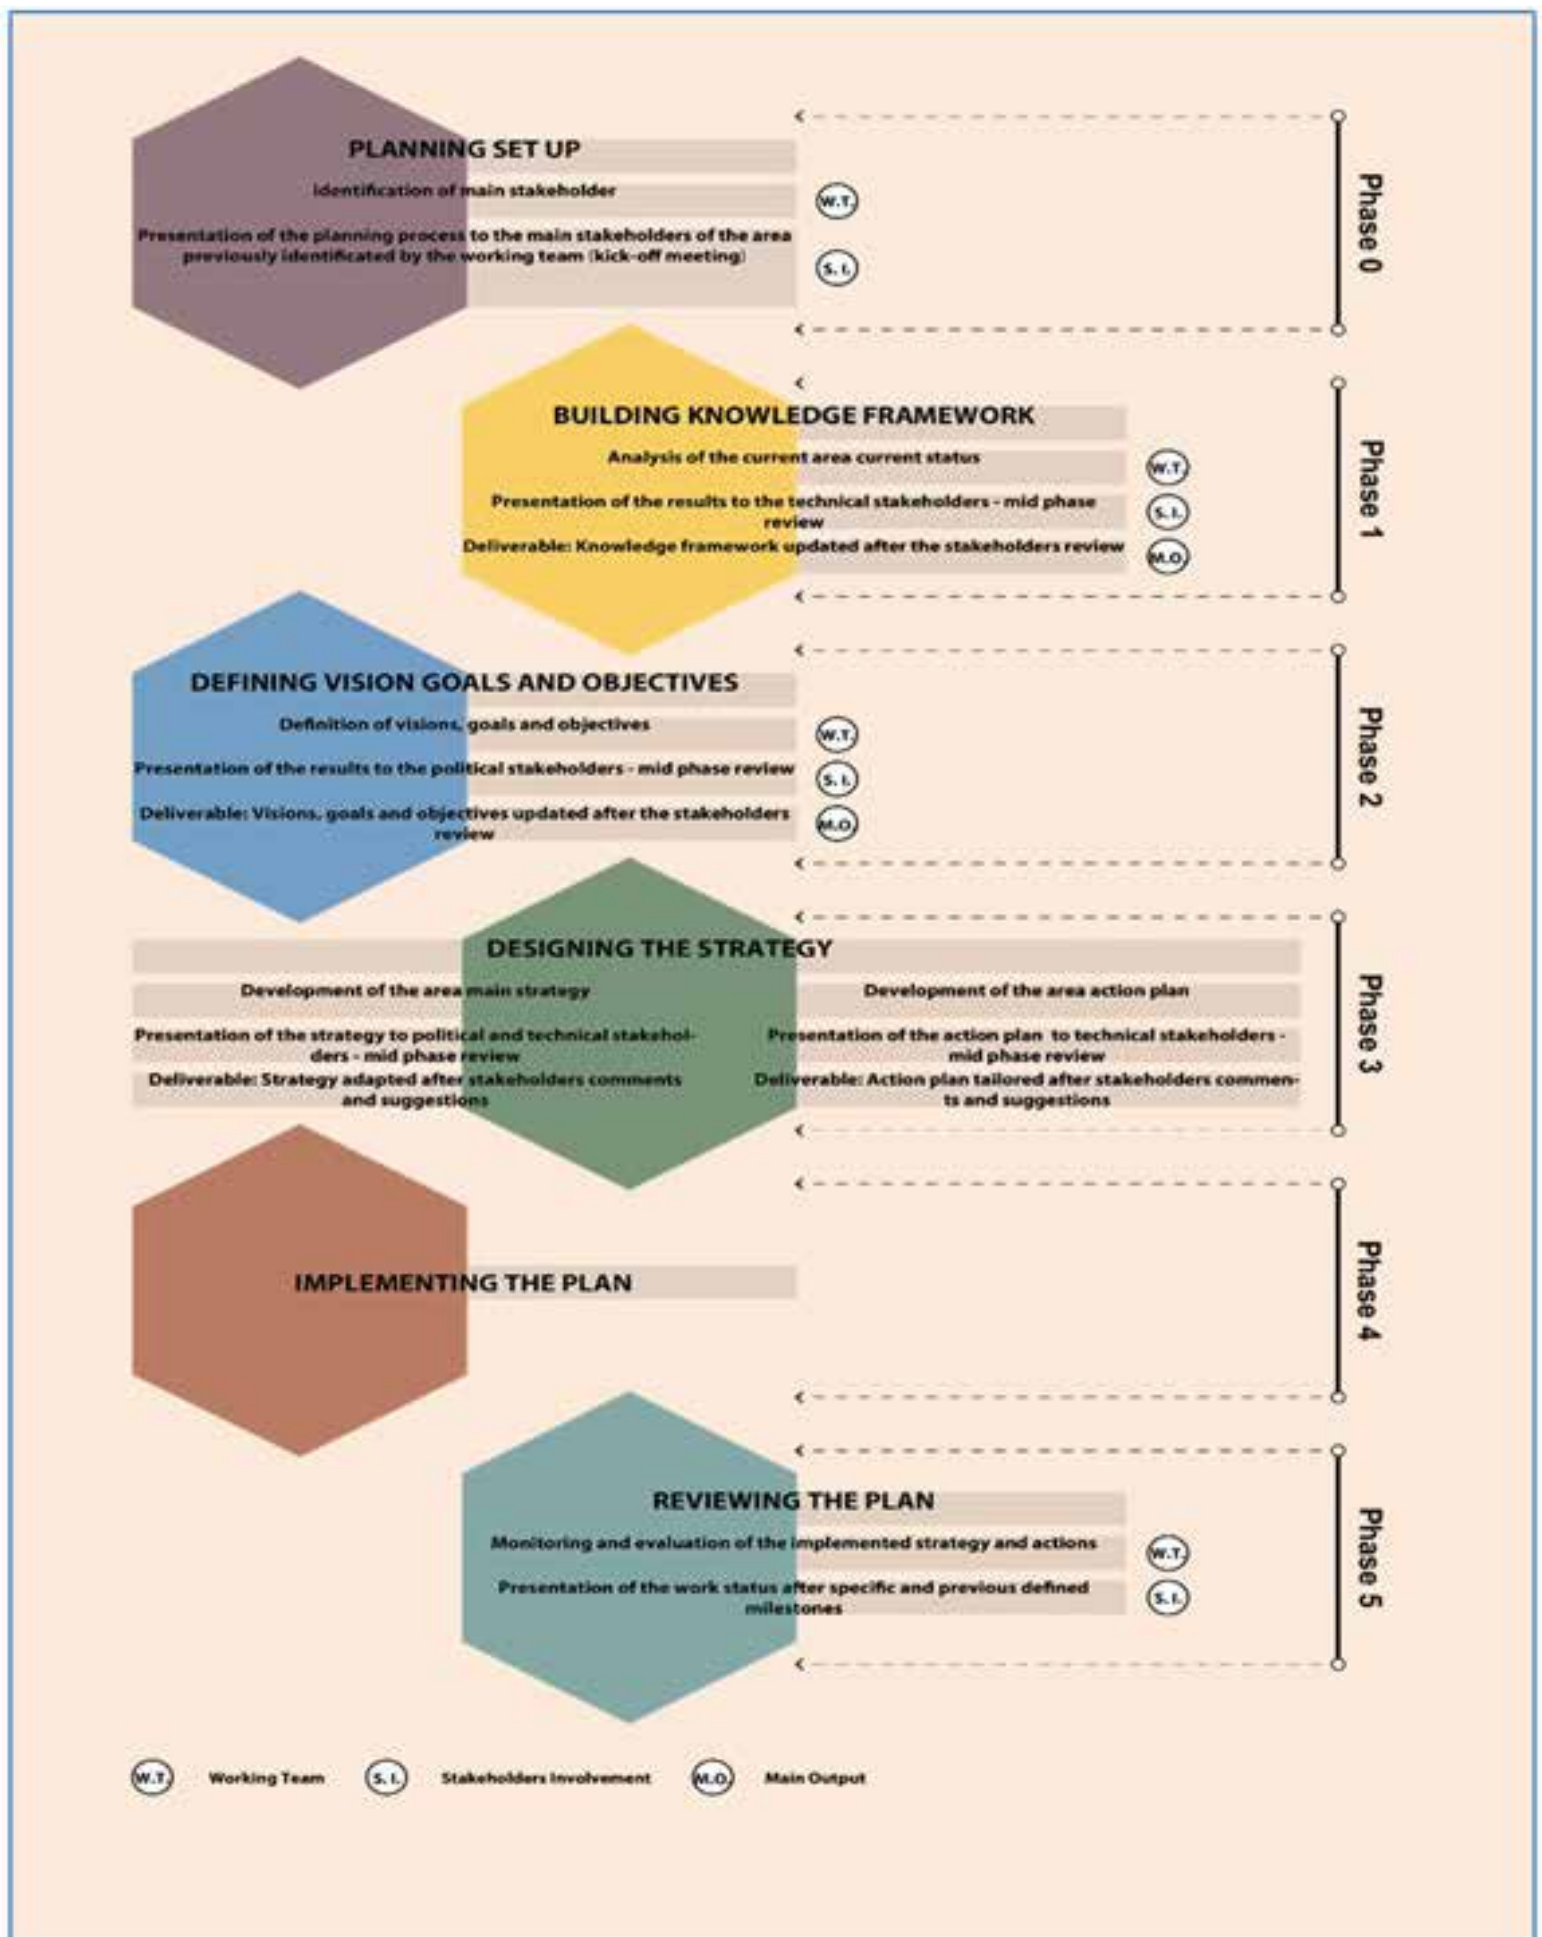 PLANNING SET UP
Identification of main stakeholder
W.T.
Presentation of the planning process to the main stakeholders of the area
previously identificated by the working team (kick-off meeting)
S. I.
Phase 0
BUILDING KNOWLEDGE FRAMEWORK
Analysis of the current area current status
W.T.
Presentation of the results to the technical stakeholders - mid phase
review
S. I.
Deliverable: Knowledge framework updated after the stakeholders review
M.O.
Phase 1
DEFINING VISION GOALS AND OBJECTIVES
Definition of visions, goals and objectives
W.T.
Presentation of the results to the political stakeholders - mid phase review
S. I.
Deliverable: Visions, goals and objectives updated after the stakeholders
review
M.O.
Phase 2
DESIGNING THE STRATEGY
Development of the area main strategy
Presentation of the strategy to political and technical stakehol-
ders - mid phase review
Deliverable: Strategy adapted after stakeholders comments
and suggestions
Development of the area action plan
Presentation of the action plan to technical stakeholders -
mid phase review
Deliverable: Action plan tailored after stakeholders commen-
ts and suggestions
Phase 3
IMPLEMENTING THE PLAN
Phase 4
REVIEWING THE PLAN
Monitoring and evaluation of the implemented strategy and actions
W.T.
Presentation of the work status after specific and previous defined
milestones
S. I.
Phase 5
W.T. Working Team S. I. Stakeholders Involvement M.O. Main Output